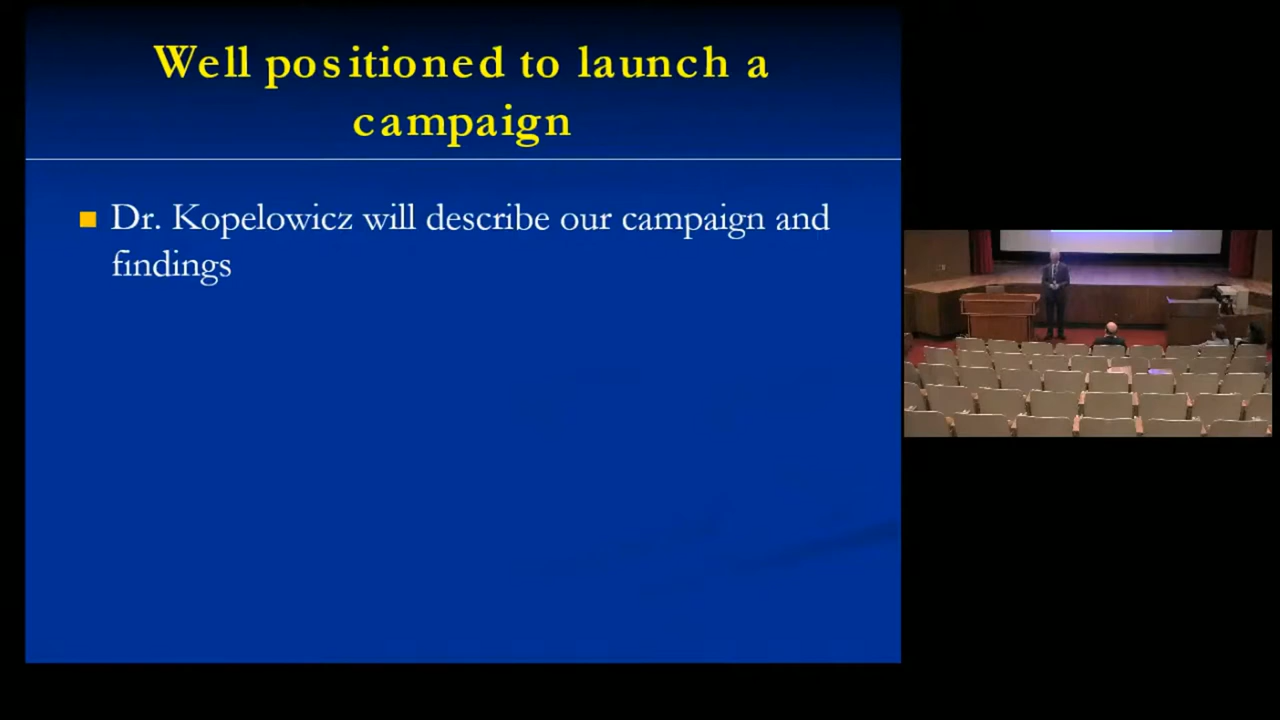 Well positioned to launch a
campaign
Dr. Kopelowicz will describe our campaign and
findings